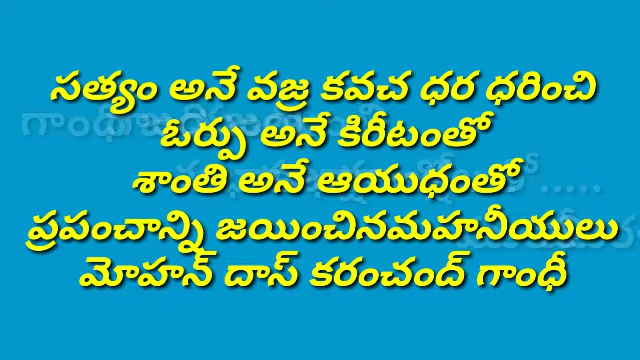 సత్యం అనే వజ్ర కవచ ధర ధరించి
ఓర్పు అనే కిరీటంతో
శాంతి అనే ఆయుధంతో
ప్రపంచాన్ని జయించినమహనీయులు
మోహన్ దాస్ కరంచంద్ గాంధీ